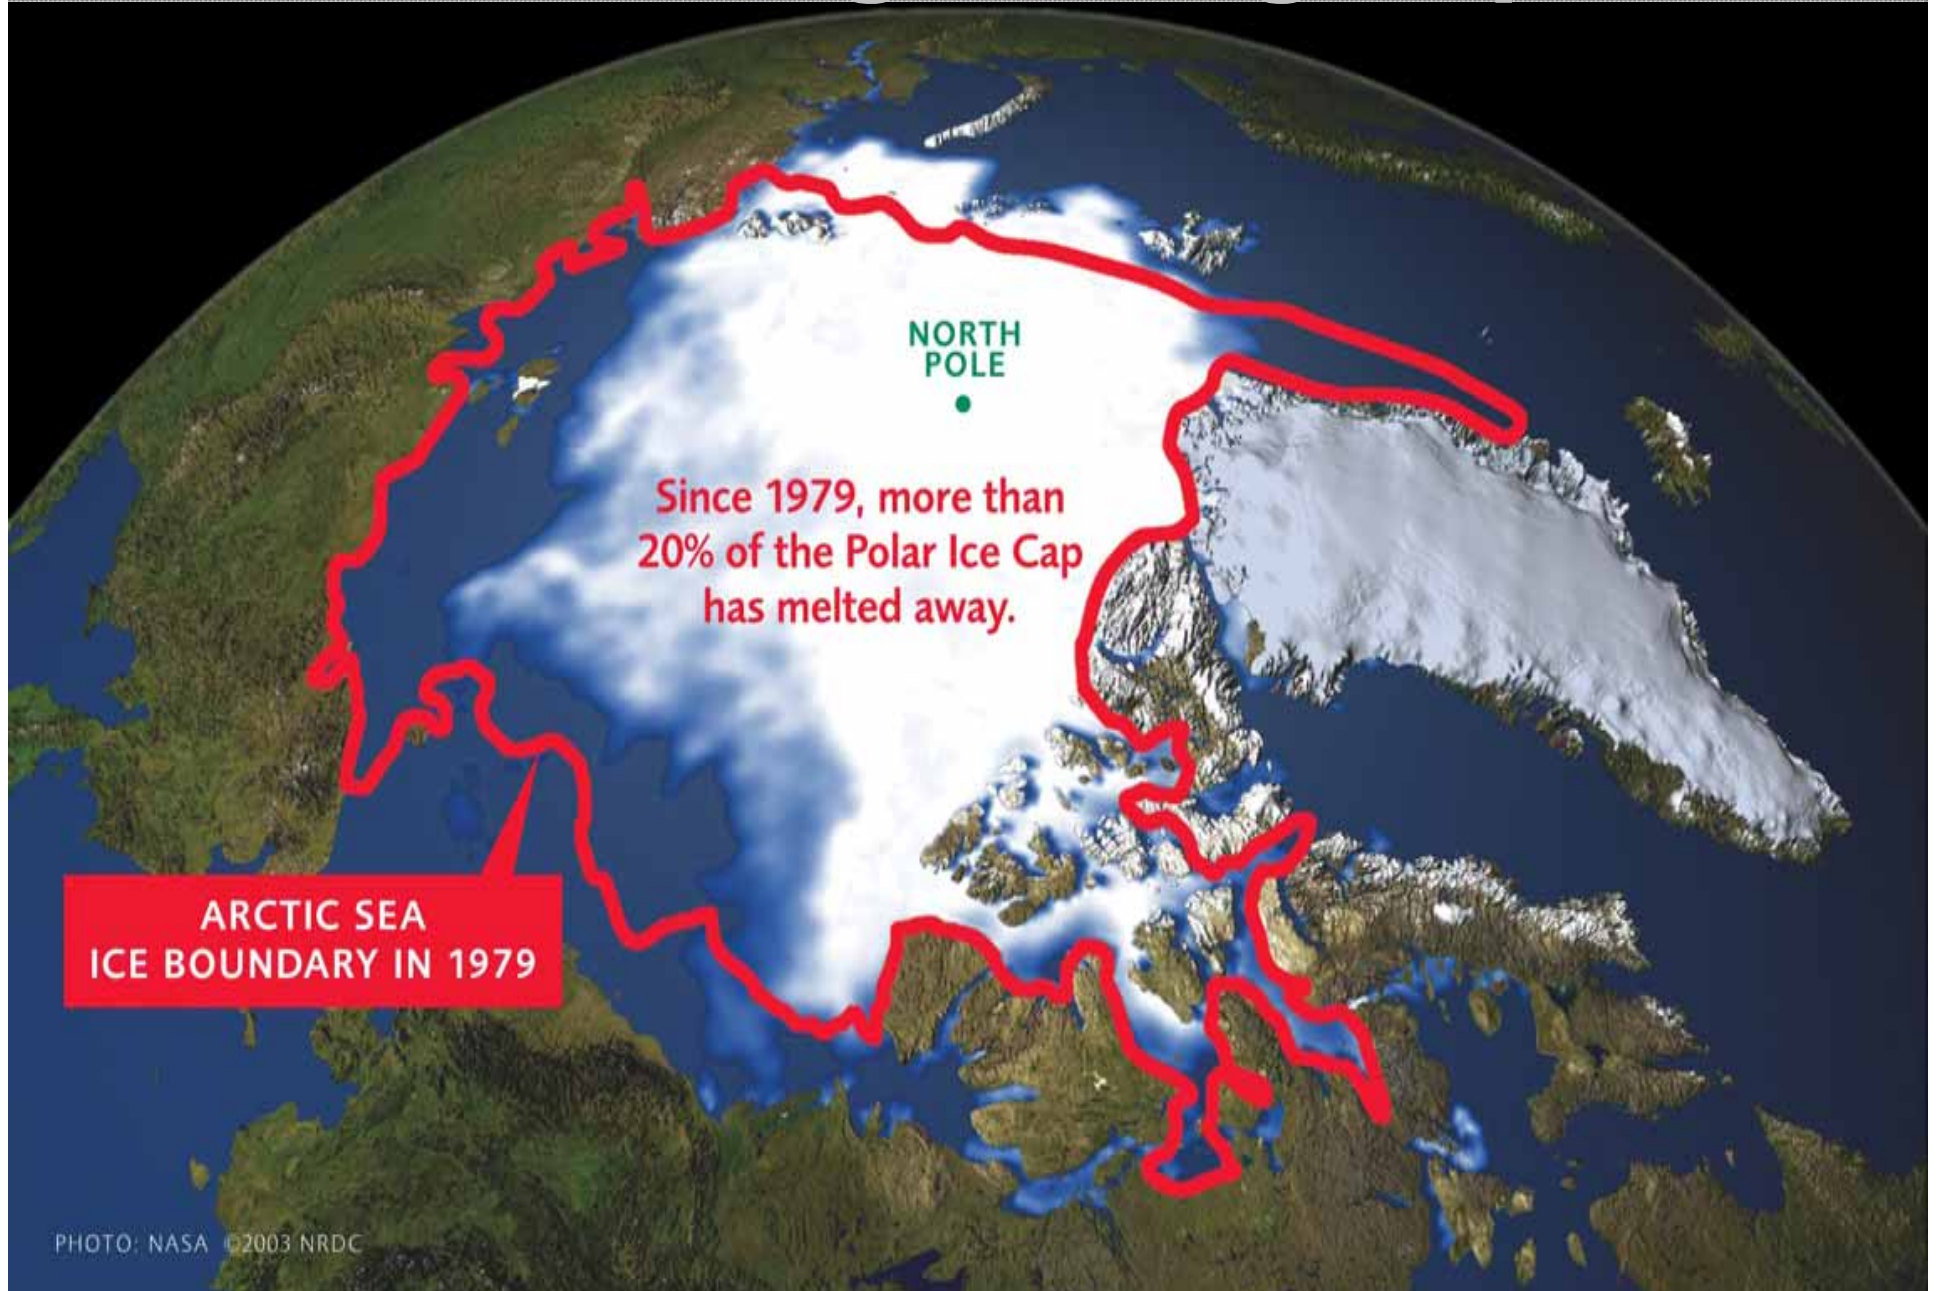 NORTH
POLE
Since 1979, more than
20% of the Polar Ice Cap
has melted away.
ARCTIC SEA
ICE BOUNDARY IN 1979
PHOTO: NASA ©2003 NRDC